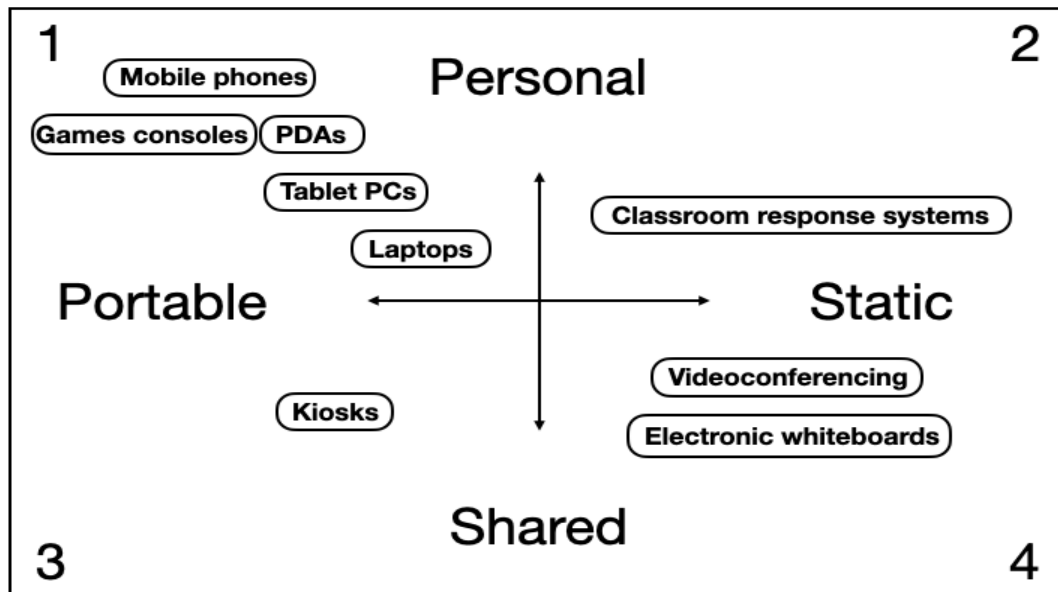 1
2
Mobile phones
Personal
Games consoles
PDAs
Tablet PCs
Classroom response systems
Laptops
Portable
Static
Videoconferencing
Kiosks
Electronic whiteboards
Shared
3
4